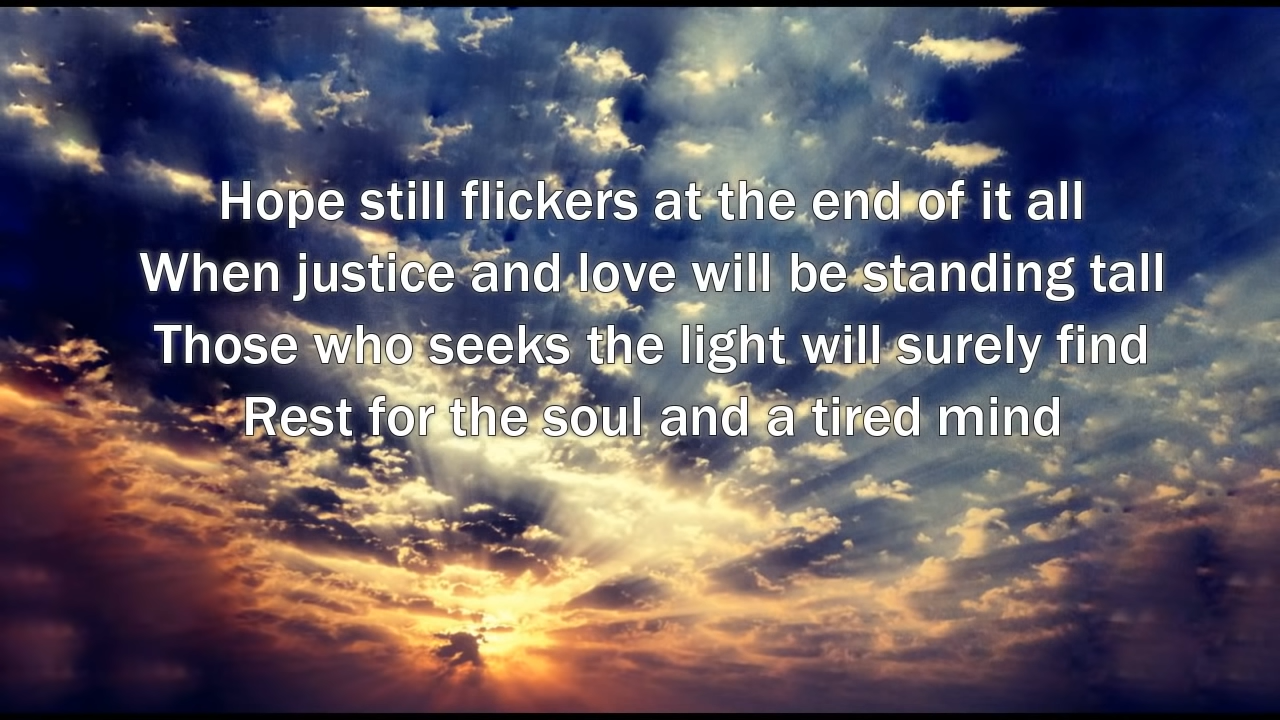 Hope still flickers at the end of it all
When justice and love will be standing tall
Those who seeks the light will surely find
Rest for the soul and a tired mind